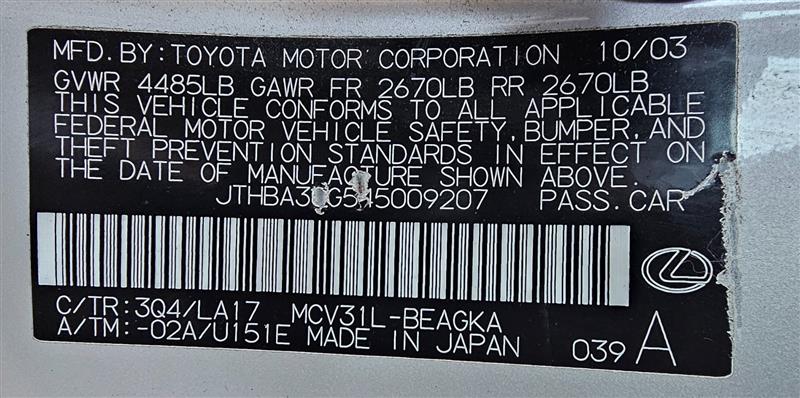 MFD. BY: TOYOTA MOTOR CORPORATION 10/03
GVWR 4485LB GAWR FR 2670LB RR 2670LB
THIS VEHICLE CONFORMS TO ALL APPLICABLE
FEDERAL MOTOR VEHICLE SAFETY, BUMPER, AND
THEFT PREVENTION STANDARDS IN EFFECT ON
THE DATE OF MANUFACTURE SHOWN ABOVE.
PASS. CAR
C/TR: 3Q4/LA17 MCV31L-BEAGKA
A/TM: -02A/U151E MADE IN JAPAN 039 A